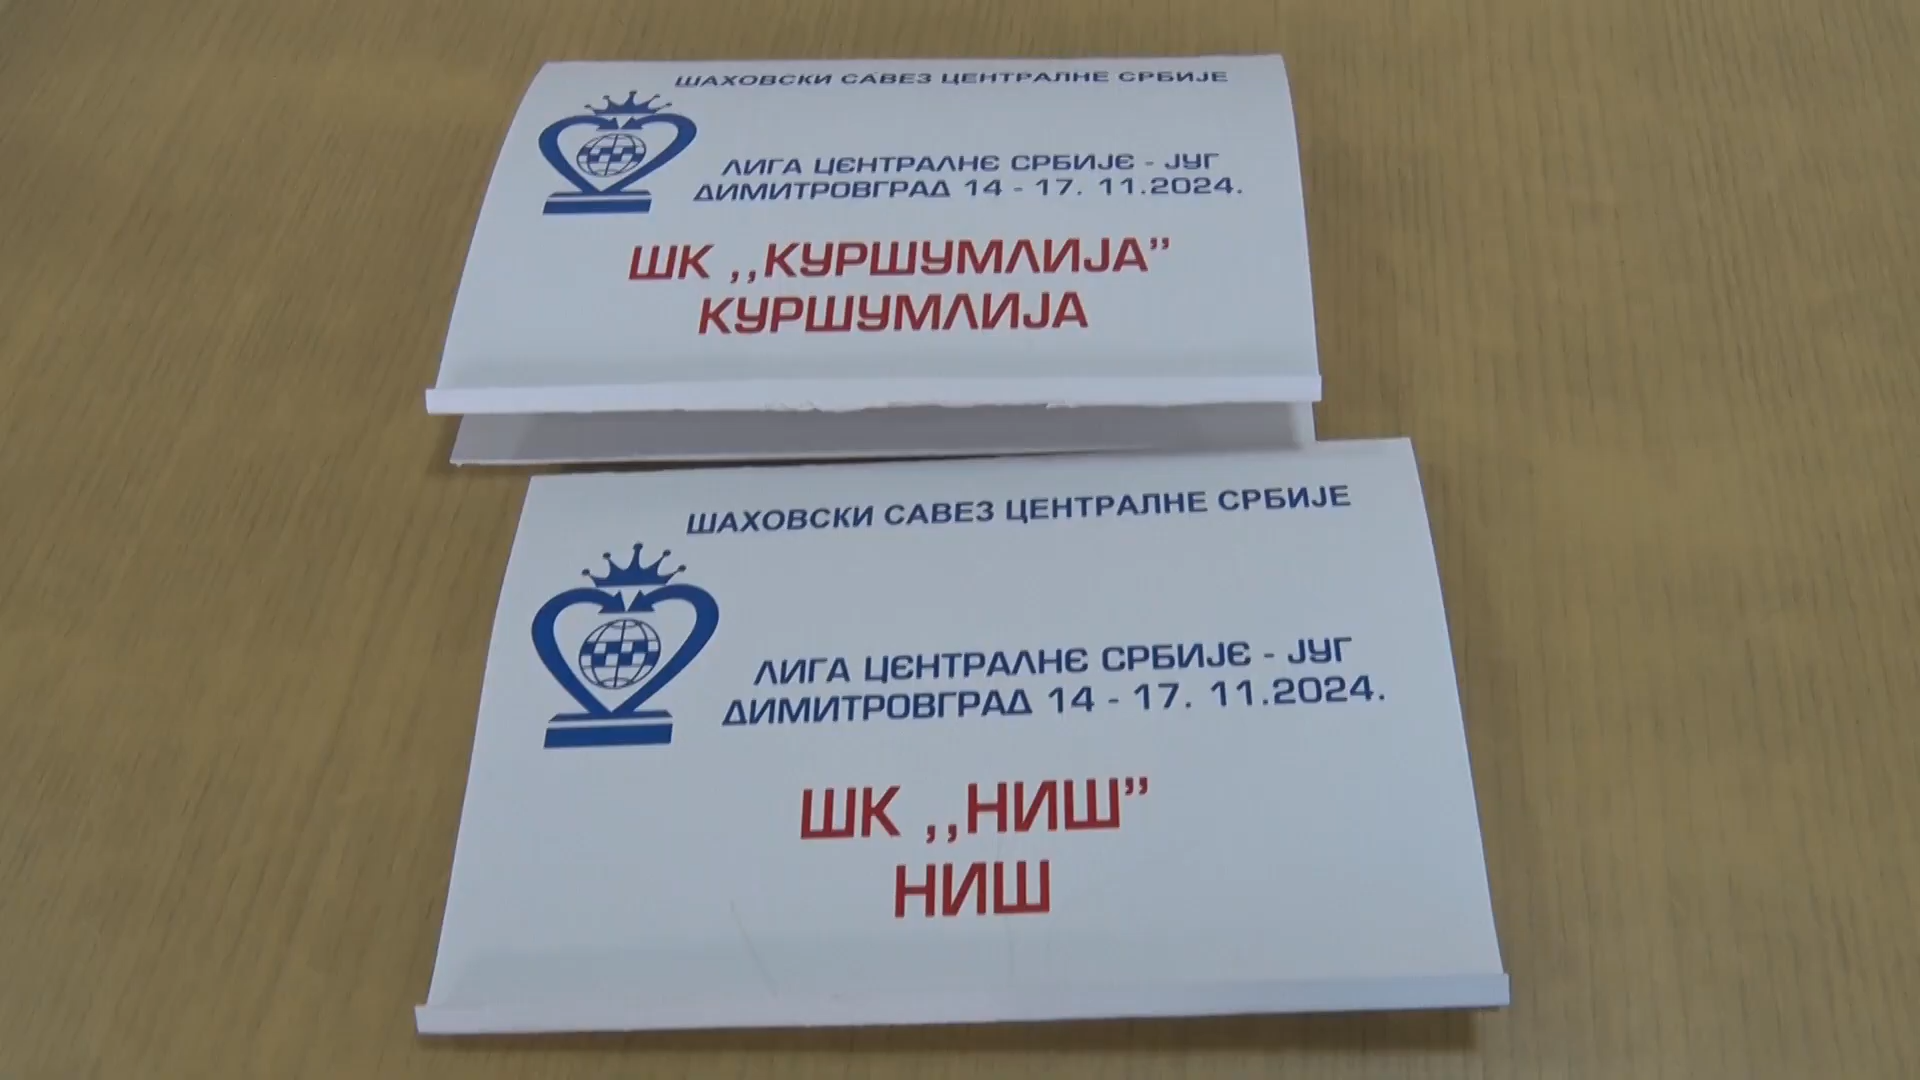 ШАХОВСКИ САВЕЗ ЦЕНТРАЛНЕ СРБИЈЕ
ЛИГА ЦЕНТРАЛНЕ СРБИЈЕ - ЈУГ
ДИМИТРОВГРАД 14 - 17. 11.2024.
ШК ,,КУРШУМЛИЈА”
КУРШУМЛИЈА
ШАХОВСКИ САВЕЗ ЦЕНТРАЛНЕ СРБИЈЕ
ЛИГА ЦЕНТРАЛНЕ СРБИЈЕ - ЈУГ
ДИМИТРОВГРАД 14 - 17. 11.2024.
ШК ,,НИШ”
НИШ